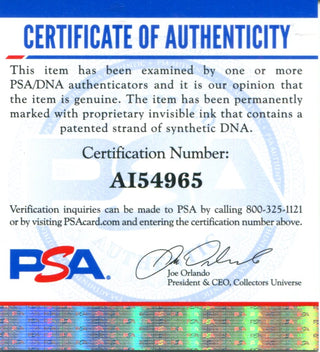 CERTIFICATE OF AUTHENTICITY
This item has been examined by one or more
PSA/DNA authenticators and it is our opinion that
the item is genuine. The item has been permanently
marked with proprietary invisible ink that contains a
patented strand of synthetic DNA.
Certification Number:
AI54965
Verification inquiries can be made to PSA by calling 800-325-1121
or by visiting PSAcard.com and entering the certification number above.
PSA.
Joe Orlando
President & CEO, Collectors Universe